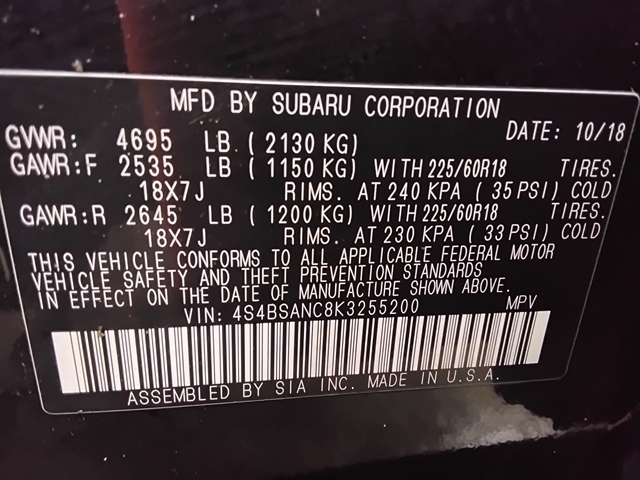 MFD BY SUBARU CORPORATION
GVWR: 4695 LB ( 2130 KG) DATE: 10/18
GAWR:F 2535 LB ( 1150 KG) WITH 225/60R18 TIRES.
18X7J RIMS. AT 240 KPA ( 35 PSI) COLD
GAWR:R 2645 LB ( 1200 KG) WITH 225/60R18 TIRES.
18X7J RIMS. AT 230 KPA ( 33 PSI) COLD
THIS VEHICLE CONFORMS TO ALL APPLICABLE FEDERAL MOTOR
VEHICLE SAFETY AND THEFT PREVENTION STANDARDS
IN EFFECT ON THE DATE OF MANUFACTURE SHOWN ABOVE.
VIN: 4S4BSANC8K3255200 MPV
ASSEMBLED BY SIA INC. MADE IN U.S.A.